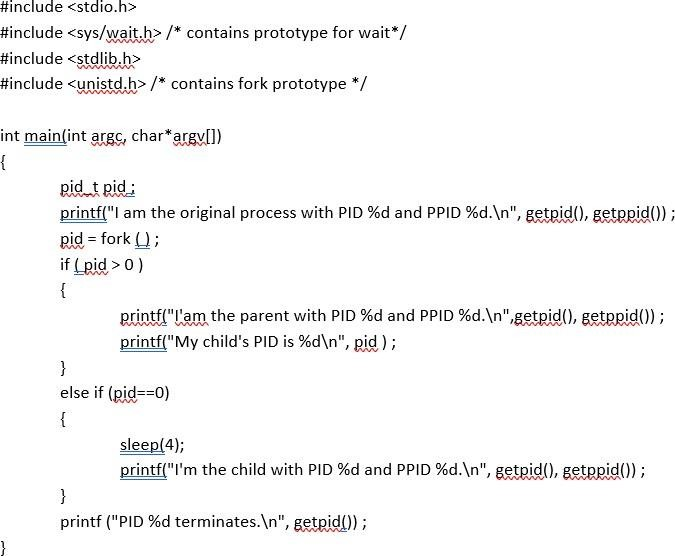 #include <stdio.h>
#include <sys/wait.h> /* contains prototype for wait*/
#include <stdlib.h>
#include <unistd.h> /* contains fork prototype */
int main(int argc, char*argv[])
{
pid_t pid ;
printf("I am the original process with PID %d and PPID %d.\n", getpid(), getppid()) ;
pid = fork ( ) ;
if ( pid > 0 )
{
printf("I'am the parent with PID %d and PPID %d.\n",getpid(), getppid()) ;
printf("My child's PID is %d\n", pid ) ;
}
else if (pid==0)
{
sleep(4);
printf("I'm the child with PID %d and PPID %d.\n", getpid(), getppid()) ;
}
printf ("PID %d terminates.\n", getpid()) ;
}